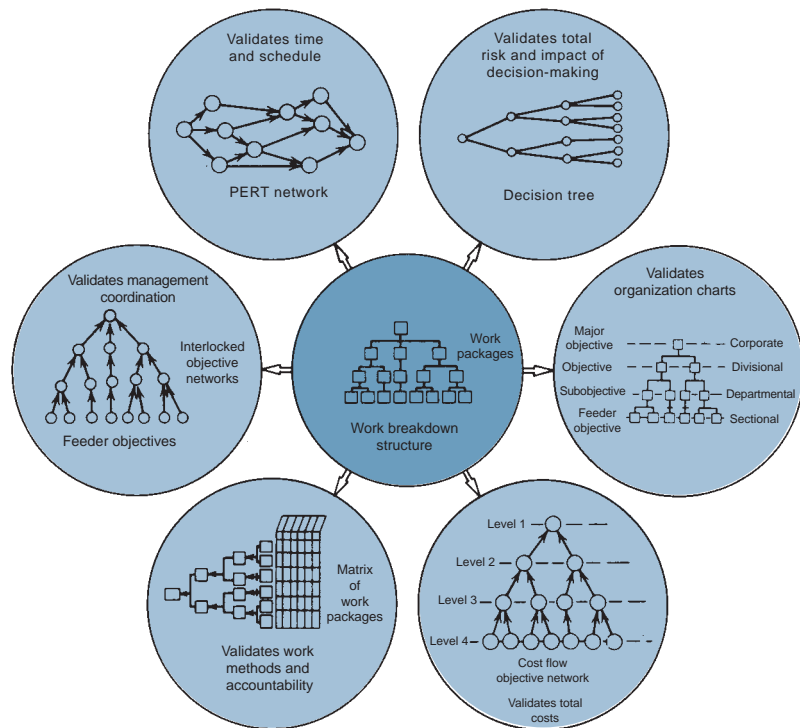 Validates time
and schedule
PERT network
Validates total
risk and impact of
decision-making
Decision tree
Validates management
coordination
Interlocked
objective
networks
Feeder objectives
Work
packages
Work breakdown
structure
Validates
organization charts
Major
objective
Corporate
Objective
Divisional
Subobjective
Departmental
Feeder
objective
Sectional
Matrix
of
work
packages
Validates work
methods and
accountability
Level 1
Level 2
Level 3
Level 4
Cost flow
objective network
Validates total
costs